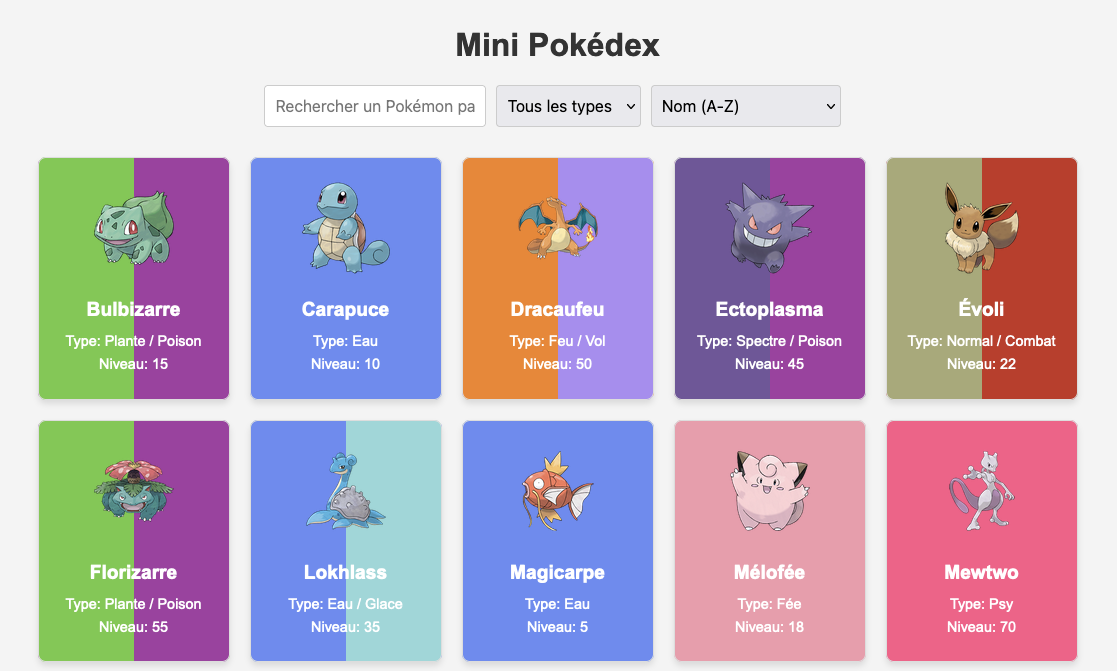 Mini Pokédex
Rechercher un Pokémon pa
Tous les types
Nom (A-Z)
Bulbizarre
Type: Plante / Poison
Niveau: 15
Carapuce
Type: Eau
Niveau: 10
Dracaufeu
Type: Feu / Vol
Niveau: 50
Ectoplasma
Type: Spectre / Poison
Niveau: 45
Évoli
Type: Normal / Combat
Niveau: 22
Florizarre
Type: Plante / Poison
Niveau: 55
Lokhlass
Type: Eau / Glace
Niveau: 35
Magicarpe
Type: Eau
Niveau: 5
Mélofée
Type: Fée
Niveau: 18
Mewtwo
Type: Psy
Niveau: 70